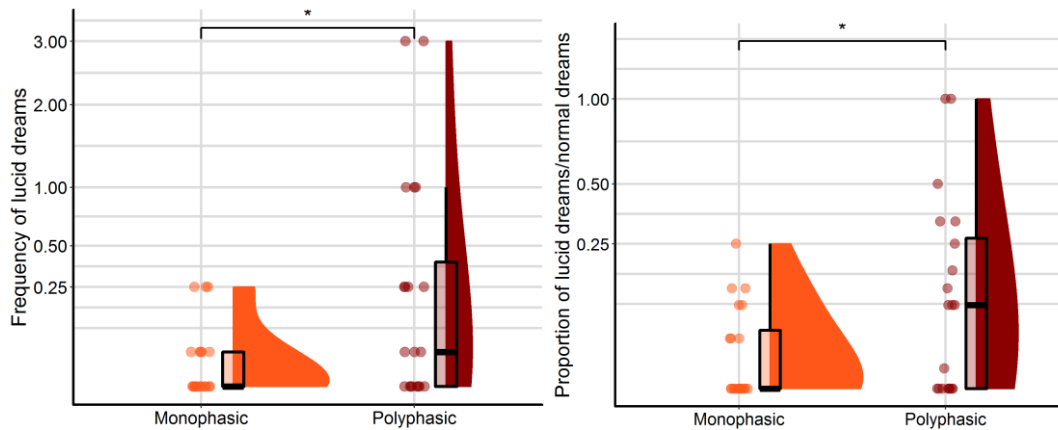 *
Frequency of lucid dreams
3.00
2.00
1.00
0.50
0.25
Monophasic
Polyphasic
*
Proportion of lucid dreams/normal dreams
1.00
0.50
0.25
Monophasic
Polyphasic